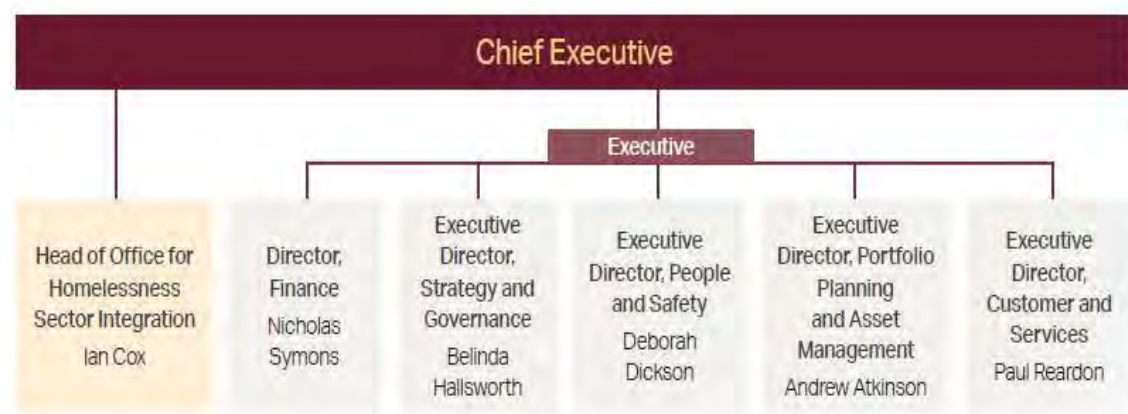 Chief Executive
Executive
Head of Office for
Homelessness
Sector Integration
Ian Cox
Director,
Finance
Nicholas
Symons
Executive
Director,
Strategy and
Governance
Belinda
Hallsworth
Executive
Director, People
and Safety
Deborah
Dickson
Executive
Director, Portfolio
Planning
and Asset
Management
Andrew Atkinson
Executive
Director,
Customer and
Services
Paul Reardon